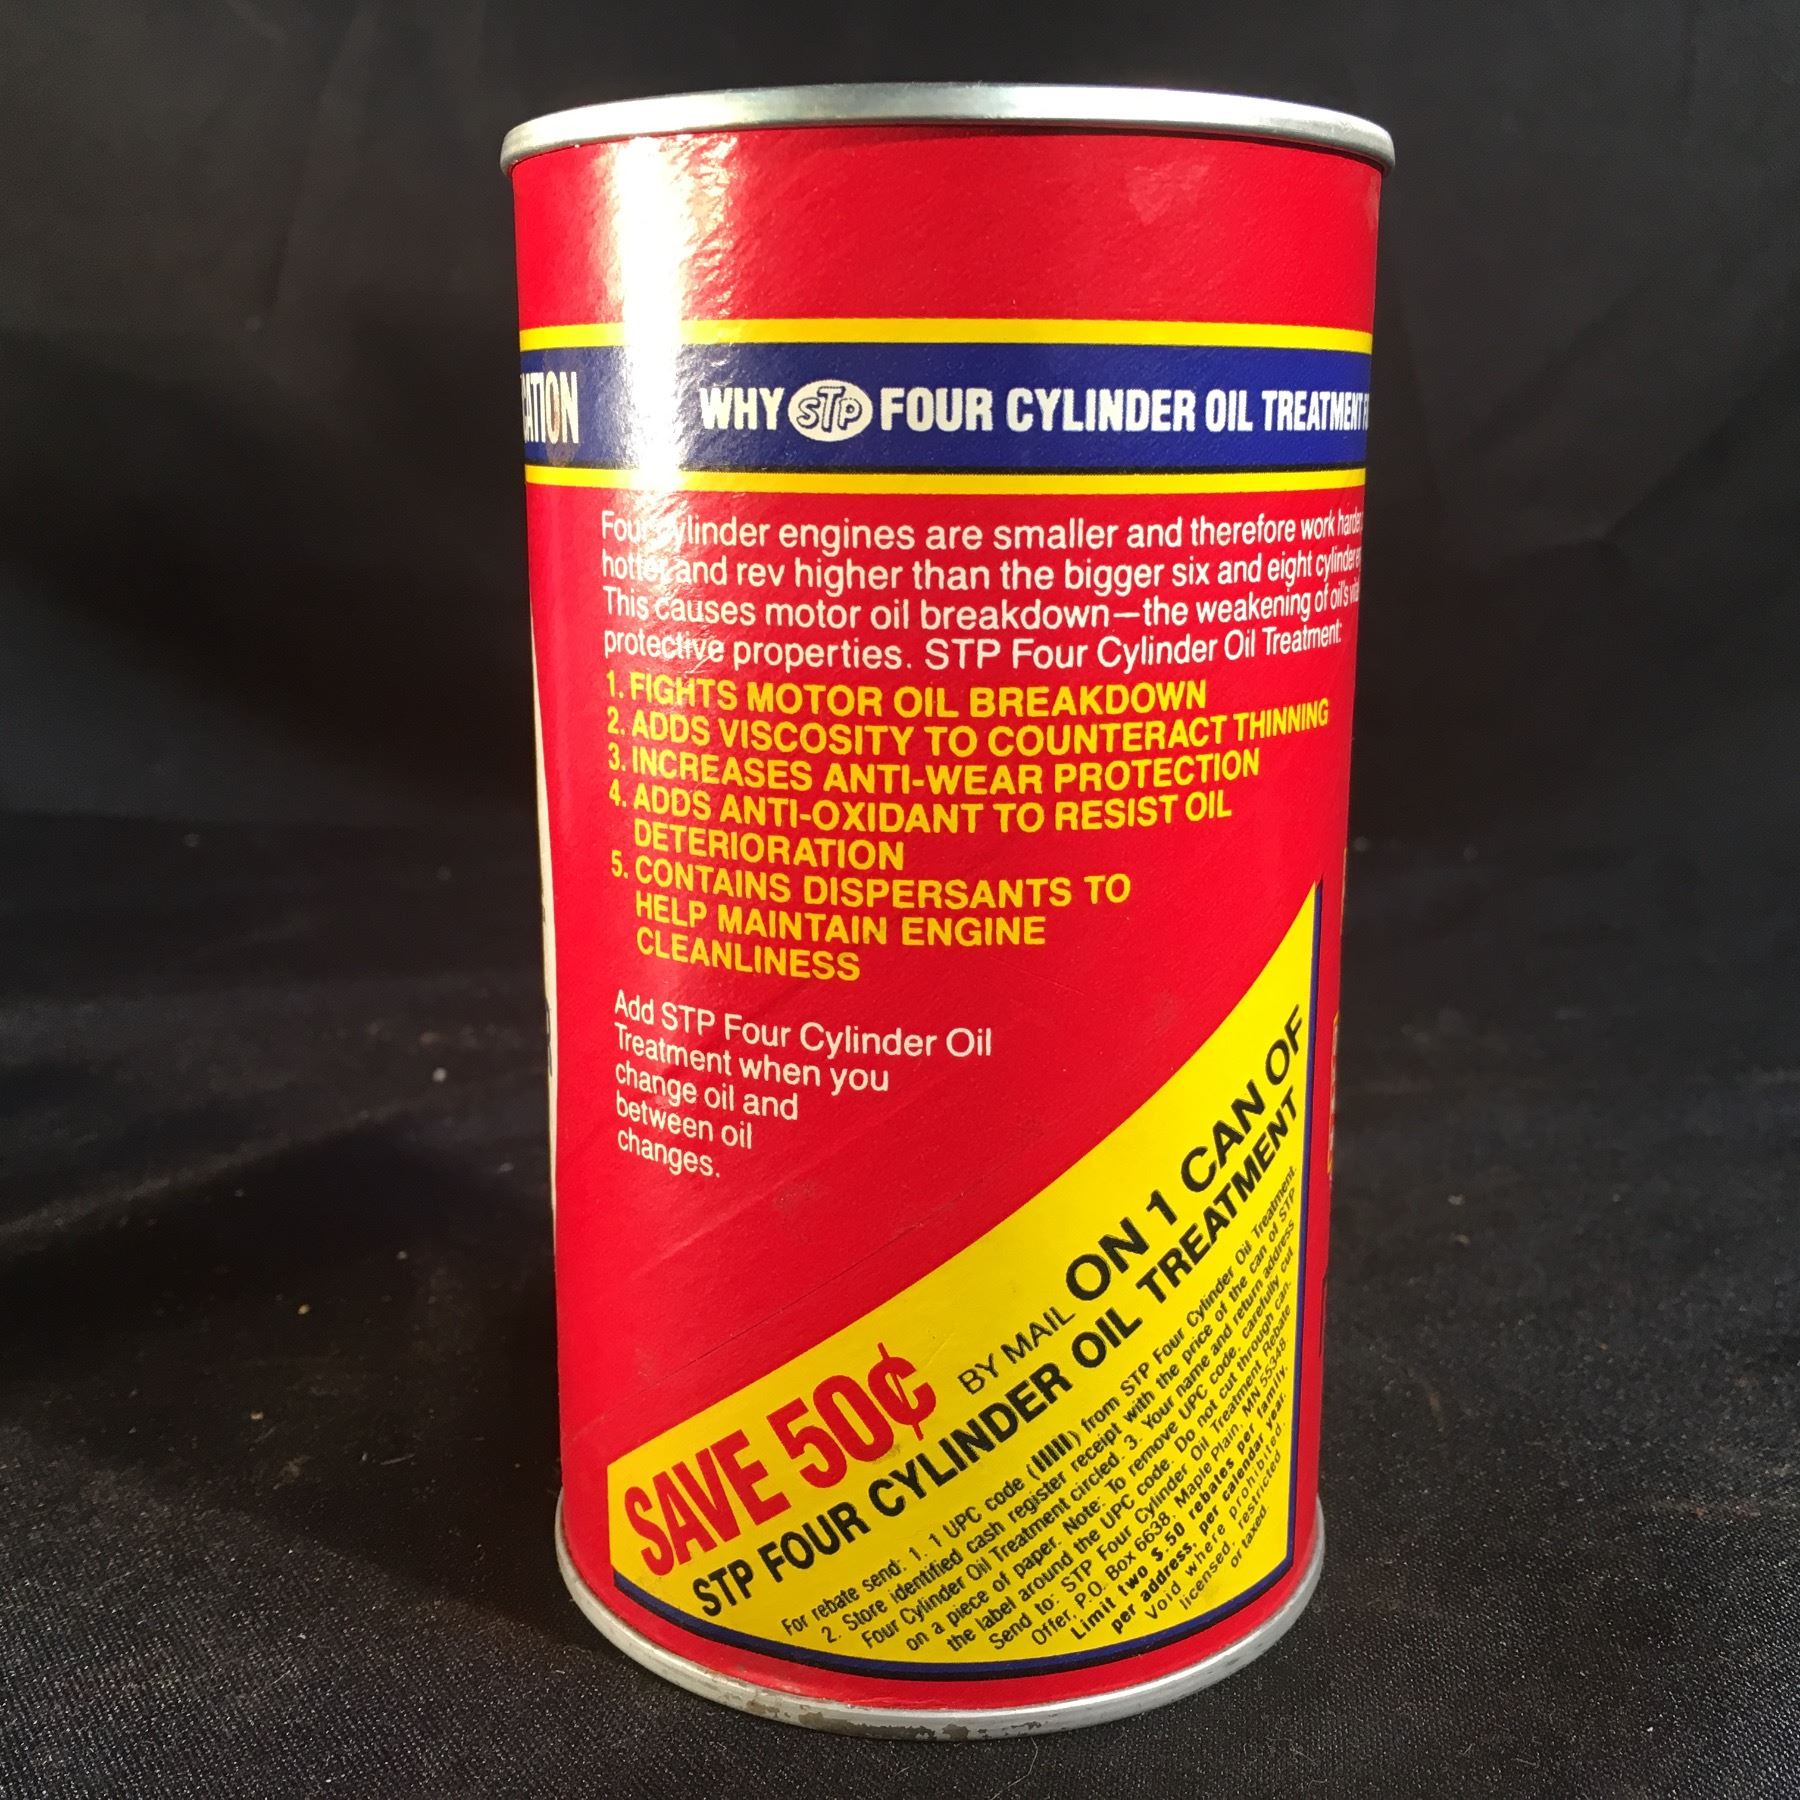 WHY STP FOUR CYLINDER OIL TREATMENT
Four cylinder engines are smaller and therefore work harder,
hotter and rev higher than the bigger six and eight cylinder
This causes motor oil breakdown—the weakening of oil's vital
protective properties. STP Four Cylinder Oil Treatment:
1. FIGHTS MOTOR OIL BREAKDOWN
2. ADDS VISCOSITY TO COUNTERACT THINNING
3. INCREASES ANTI-WEAR PROTECTION
4. ADDS ANTI-OXIDANT TO RESIST OIL
DETERIORATION
5. CONTAINS DISPERSANTS TO
HELP MAINTAIN ENGINE
CLEANLINESS
Add STP Four Cylinder Oil
Treatment when you
change oil and
between oil
changes.
SAVE 50¢ BY MAIL ON 1 CAN OF
STP FOUR CYLINDER OIL TREATMENT
For rebate send: 1. 1 UPC code (IIIII) from STP Four Cylinder Oil Treatment.
2. Store identified cash register receipt with the price of the can of STP
Four Cylinder Oil Treatment circled. 3. Your name and return address
on a piece of paper. Note: To remove UPC code, carefully cut
the label around the UPC code. Do not cut through can.
Send to: STP Four Cylinder Oil Treatment Rebate
Offer, P.O. Box 6638, Maple Plain, MN 55348
Limit two $.50 rebates per family,
per address, per calendar year.
Void where prohibited,
licensed, restricted
or taxed.